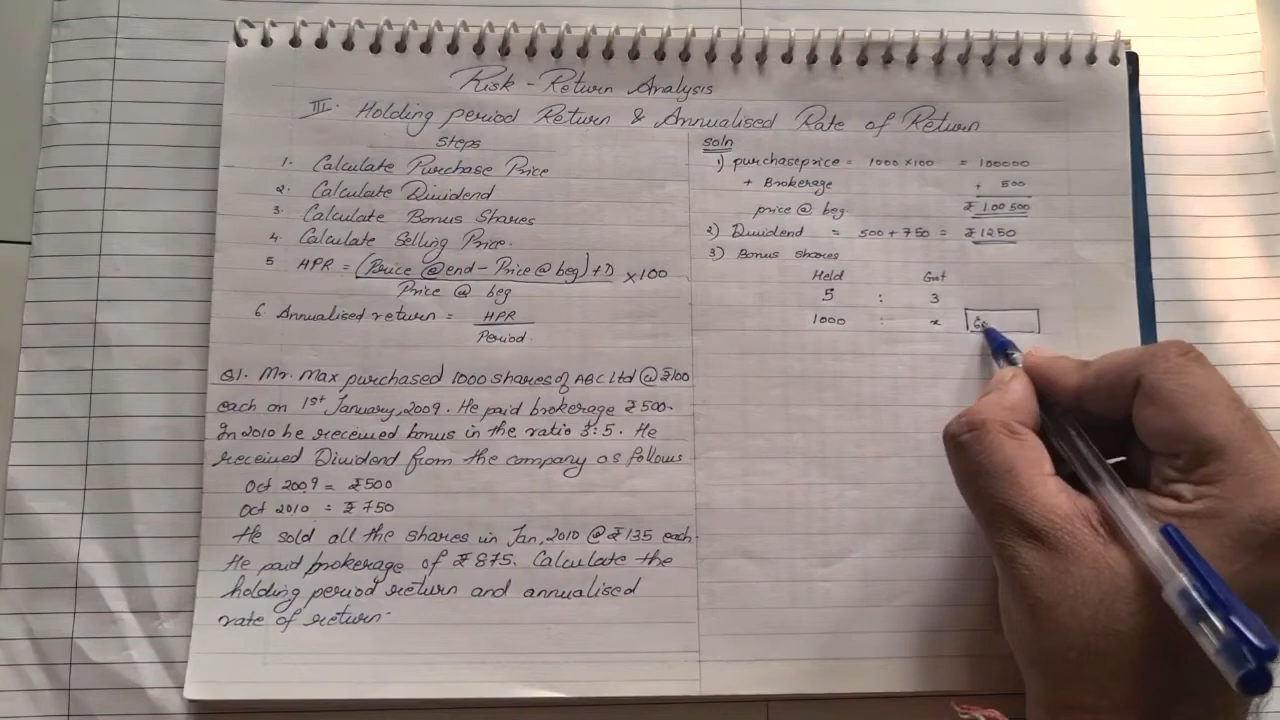 Risk - Return Analysis
III. Holding period Return & Annualised Rate of Return
Steps
1. Calculate Purchase Price
2. Calculate Dividend
3. Calculate Bonus Shares
4. Calculate Selling Price.
5 HPR = (Price @ end - Price @ beg) + D × 100
Price @ beg
6. Annualised return = HPR
Period
Q1. Mr. Max purchased 1000 shares of ABC Ltd @ ₹100
each on 1st January, 2009. He paid brokerage ₹500.
In 2010 he received bonus in the ratio 3:5. He
received Dividend from the company as follows
Oct 2009 = ₹500
Oct 2010 = ₹750
He sold all the shares in Jan, 2010 @ ₹135 each.
He paid brokerage of ₹875. Calculate the
holding period return and annualised
rate of return.
Soln
1) purchase price = 1000 × 100 = 100000
+ Brokerage + 500
price @ beg. ₹ 100 500
2) Dividend = 500 + 750 = ₹1250
3) Bonus shares
Held Got
5 : 3
1000 : x